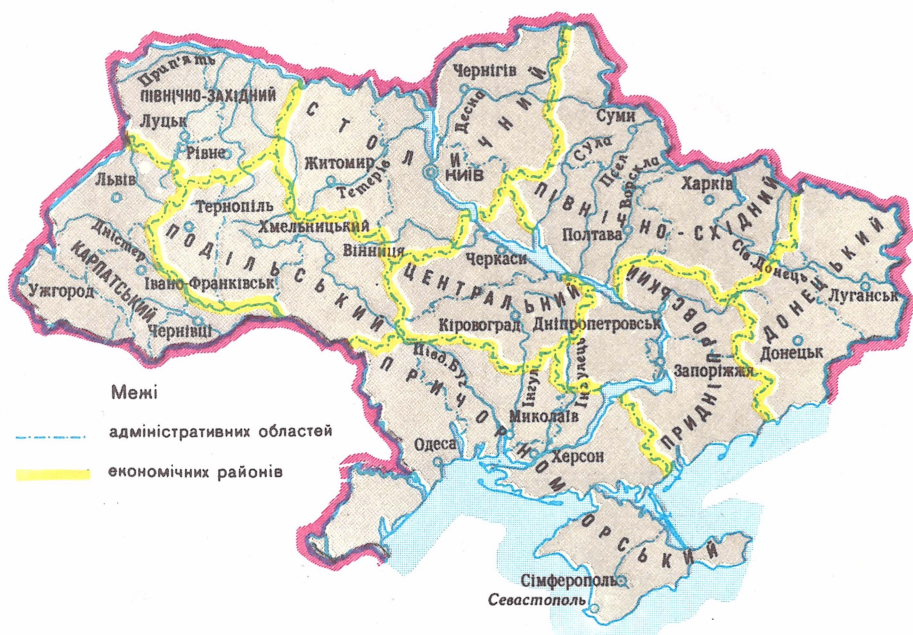 Чернігів
Прип'ять
ПІВНІЧНО-ЗАХІДНИЙ
Десна
СТОЛИЧНИЙ
Луцьк
Суми
Рівне
Житомир
Тетерів
КИЇВ
Сула
Псел
Ворскла
Харків
Львів
Тернопіль
Хмельницький
ПІВНІЧНО-СХІДНИЙ
Полтава
Дністер
ПОДІЛЬСЬКИЙ
Вінниця
Черкаси
Сів. Донець
КАРПАТСЬКИЙ
Івано-Франківськ
ЦЕНТРАЛЬНИЙ
Луганськ
Ужгород
ДОНЕЦЬКИЙ
Чернівці
Кіровоград
Дніпропетровськ
Донецьк
Півд. Буг
Запоріжжя
ПРИДНІПРОВСЬКИЙ
Інгул
Інгулець
Миколаїв
Межі
адміністративних областей
економічних районів
ПРИЧОРНОМОРСЬКИЙ
Одеса
Херсон
Сімферополь
Севастополь